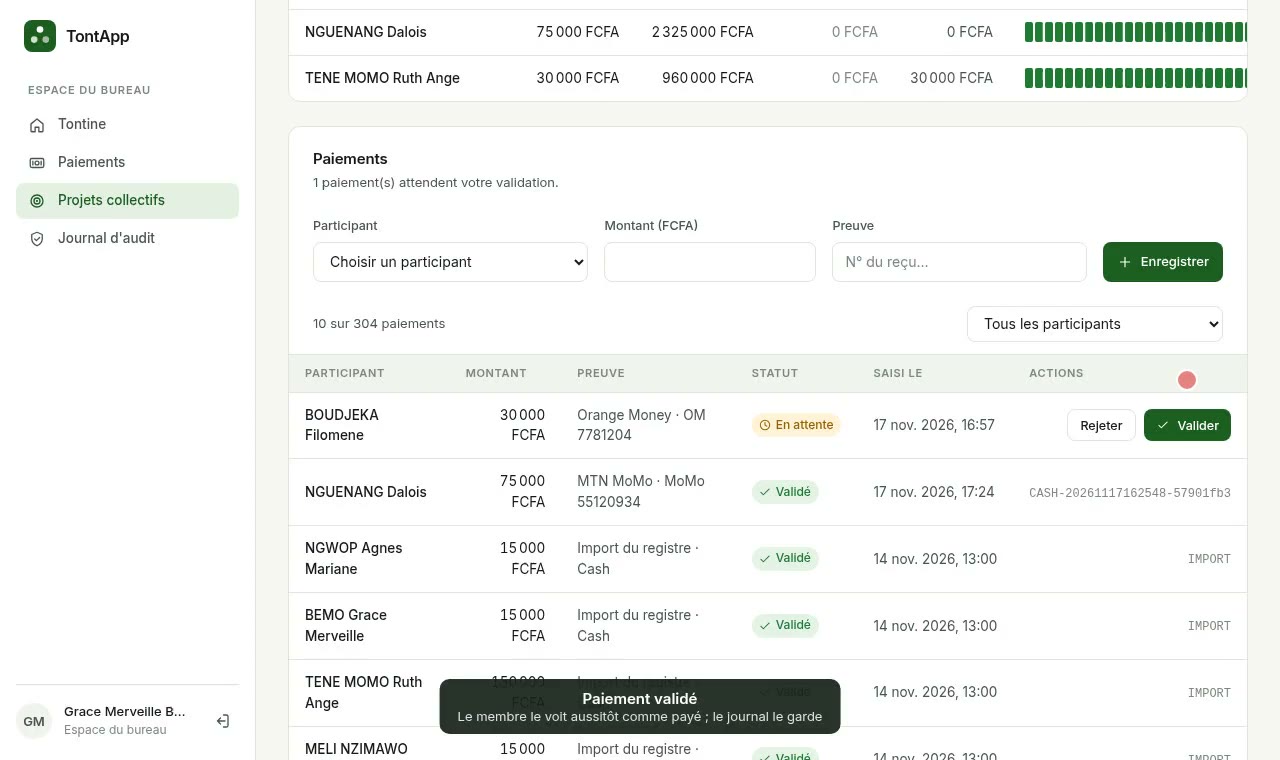 TontApp
ESPACE DU BUREAU
Tontine
Paiements
Projets collectifs
Journal d'audit
GM
Grace Merveille B...
Espace du bureau
NGUENANG Dalois 75 000 FCFA 2 325 000 FCFA 0 FCFA 0 FCFA
TENE MOMO Ruth Ange 30 000 FCFA 960 000 FCFA 0 FCFA 30 000 FCFA
Paiements
1 paiement(s) attendent votre validation.
Participant Montant (FCFA) Preuve
Choisir un participant N° du reçu... Enregistrer
10 sur 304 paiements Tous les participants
PARTICIPANT MONTANT PREUVE STATUT SAISI LE ACTIONS
BOUDJEKA 30 000 Orange Money · OM
Filomene FCFA 7781204 En attente 17 nov. 2026, 16:57 Rejeter Valider
NGUENANG Dalois 75 000 MTN MoMo · MoMo Validé 17 nov. 2026, 17:24 CASH-20261117162548-57901fb3
FCFA 55120934
NGWOP Agnes 15 000 Import du registre ·
Mariane FCFA Cash Validé 14 nov. 2026, 13:00 IMPORT
BEMO Grace 15 000 Import du registre ·
Merveille FCFA Cash Validé 14 nov. 2026, 13:00 IMPORT
TENE MOMO Ruth 14 nov. 2026, 13:00 IMPORT
Ange
Paiement validé
Le membre le voit aussitôt comme payé ; le journal le garde
MELI NZIMAWO 15 000 Import du registre ·
Validé 14 nov. 2026, 13:00 IMPORT